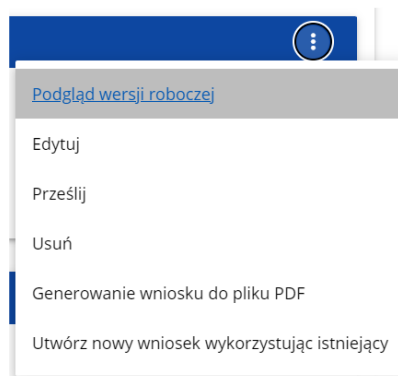 Podgląd wersji roboczej
Edytuj
Prześlij
Usuń
Generowanie wniosku do pliku PDF
Utwórz nowy wniosek wykorzystując istniejący